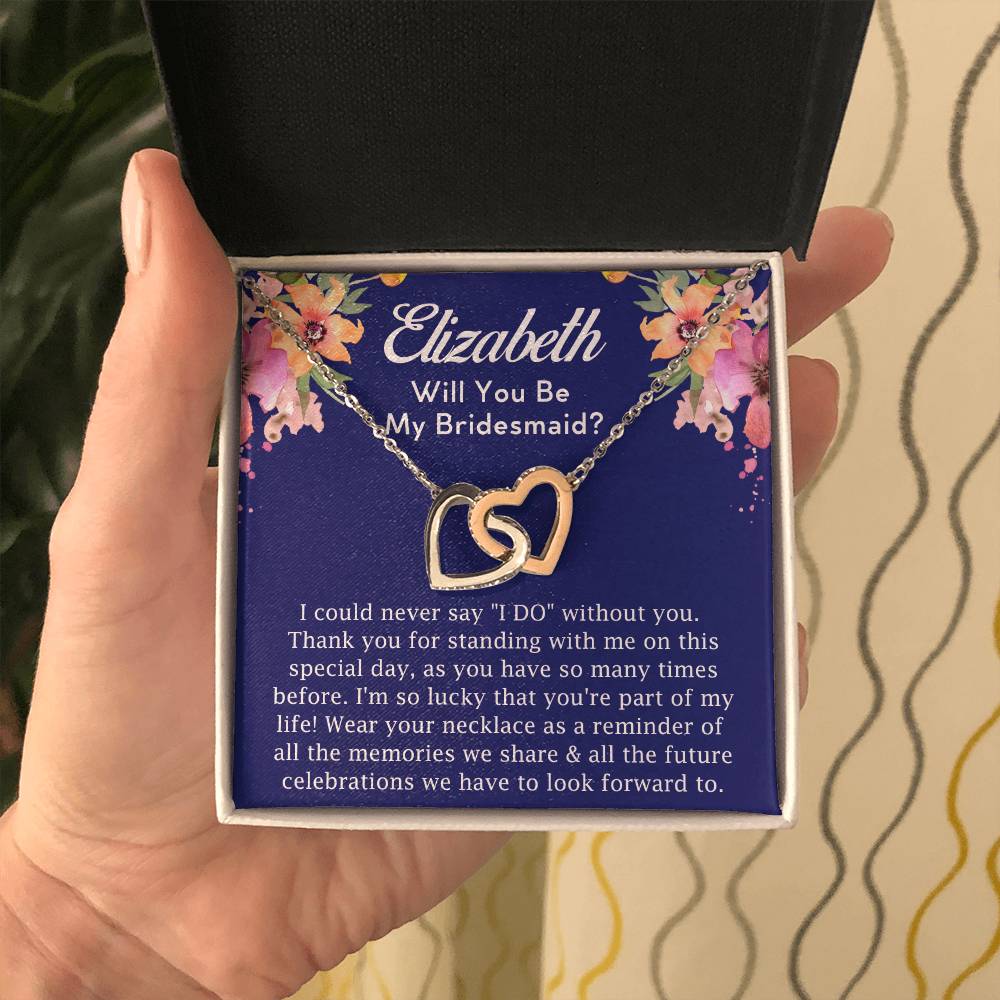 Elizabeth
Will You Be
My Bridesmaid?
I could never say "I DO" without you.
Thank you for standing with me on this
special day, as you have so many times
before. I'm so lucky that you're part of my
life! Wear your necklace as a reminder of
all the memories we share & all the future
celebrations we have to look forward to.